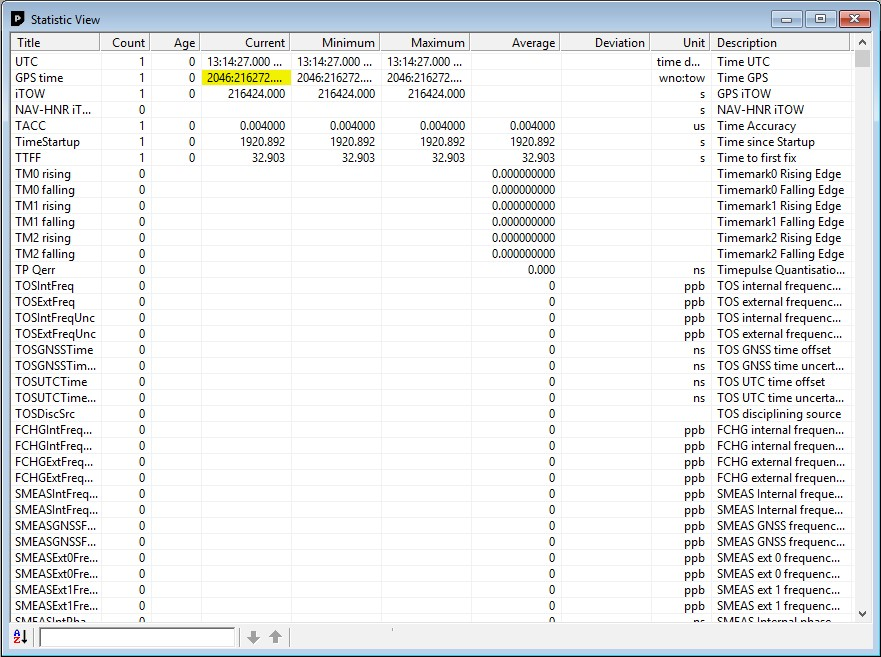 Statistic View
Title Count Age Current Minimum Maximum Average Deviation Unit Description
UTC 1 0 13:14:27.000 ... 13:14:27.000 ... 13:14:27.000 ... time d... Time UTC
GPS time 1 0 2046:216272.... 2046:216272.... 2046:216272.... wno:tow Time GPS
iTOW 1 0 216424.000 216424.000 216424.000 s GPS iTOW
NAV-HNR iT... 0 s NAV-HNR iTOW
TACC 1 0 0.004000 0.004000 0.004000 0.004000 us Time Accuracy
TimeStartup 1 0 1920.892 1920.892 1920.892 1920.892 s Time since Startup
TTFF 1 0 32.903 32.903 32.903 32.903 s Time to first fix
TM0 rising 0 0.000000000 Timemark0 Rising Edge
TM0 falling 0 0.000000000 Timemark0 Falling Edge
TM1 rising 0 0.000000000 Timemark1 Rising Edge
TM1 falling 0 0.000000000 Timemark1 Falling Edge
TM2 rising 0 0.000000000 Timemark2 Rising Edge
TM2 falling 0 0.000000000 Timemark2 Falling Edge
TP Qerr 0 0.000 ns Timepulse Quantisatio...
TOSIntFreq 0 0 ppb TOS internal frequenc...
TOSExtFreq 0 0 ppb TOS external frequenc...
TOSIntFreqUnc 0 0 ppb TOS internal frequenc...
TOSExtFreqUnc 0 0 ppb TOS external frequenc...
TOSGNSSTime 0 0 ns TOS GNSS time offset
TOSGNSSTim... 0 0 ns TOS GNSS time uncert...
TOSUTCTime 0 0 ns TOS UTC time offset
TOSUTCTime... 0 0 ns TOS UTC time uncerta...
TOSDiscSrc 0 0 TOS disciplining source
FCHGIntFreq... 0 0 ppb FCHG internal frequen...
FCHGIntFreq... 0 0 ppb FCHG internal frequen...
FCHGExtFreq... 0 0 ppb FCHG external frequen...
FCHGExtFreq... 0 0 ppb FCHG external frequen...
SMEASIntFreq... 0 0 ppb SMEAS Internal freque...
SMEASIntFreq... 0 0 ppb SMEAS Internal freque...
SMEASGNSSF... 0 0 ppb SMEAS GNSS frequenc...
SMEASGNSSF... 0 0 ppb SMEAS GNSS frequenc...
SMEASExt0Fre... 0 0 ppb SMEAS ext 0 frequenc...
SMEASExt0Fre... 0 0 ppb SMEAS ext 0 frequenc...
SMEASExt1Fre... 0 0 ppb SMEAS ext 1 frequenc...
SMEASExt1Fre... 0 0 ppb SMEAS ext 1 frequenc...
SMEASIntPha... 0 0 ns SMEAS Internal phase